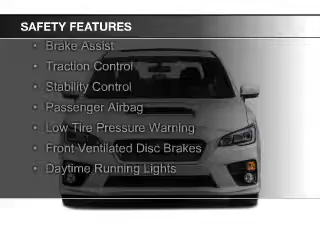 SAFETY FEATURES
• Brake Assist
• Traction Control
• Stability Control
• Passenger Airbag
• Low Tire Pressure Warning
• Front Ventilated Disc Brakes
• Daytime Running Lights